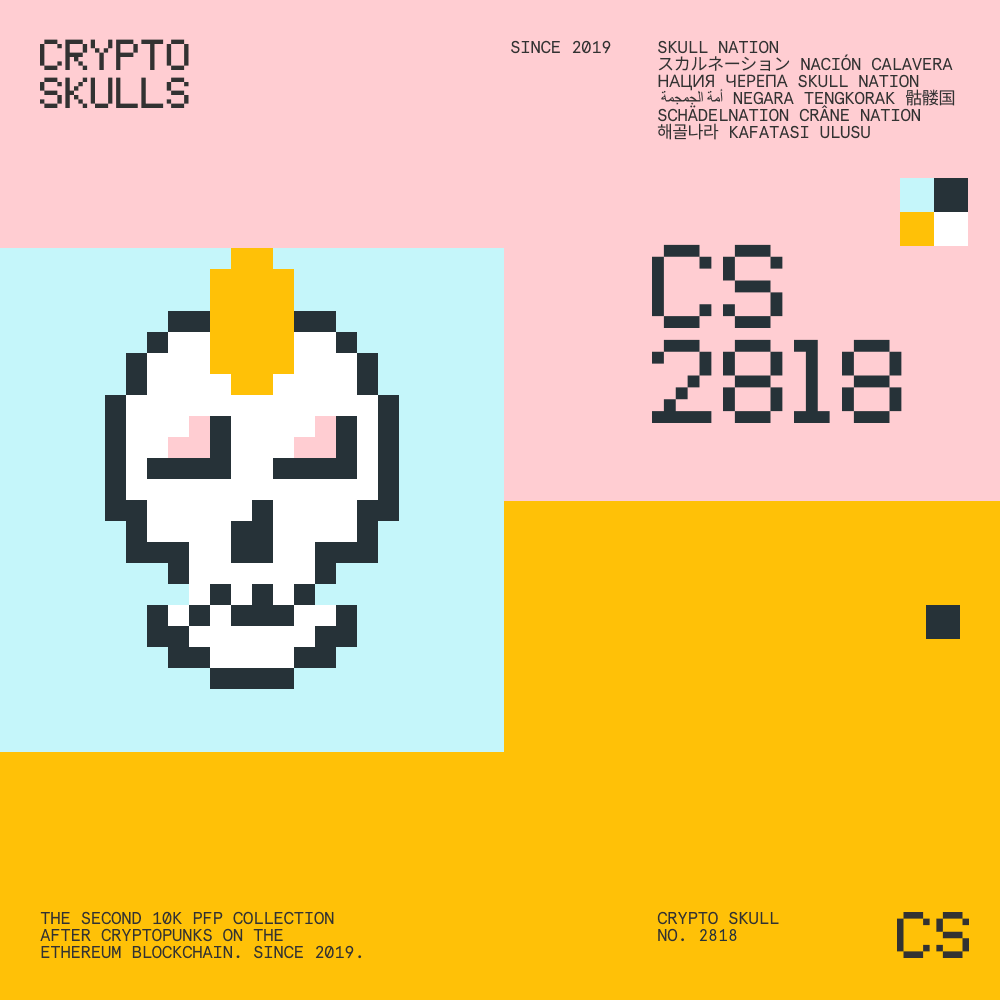 CRYPTO
SKULLS
SINCE 2019
SKULL NATION
スカルネーション NACIÓN CALAVERA
НАЦИЯ ЧЕРЕПА SKULL NATION
أمة الجمجمة NEGARA TENGKORAK 骷髅国
SCHÄDELNATION CRÂNE NATION
해골나라 KAFATASI ULUSU
CS
2818
THE SECOND 10K PFP COLLECTION
AFTER CRYPTOPUNKS ON THE
ETHEREUM BLOCKCHAIN. SINCE 2019.
CRYPTO SKULL
NO. 2818
CS